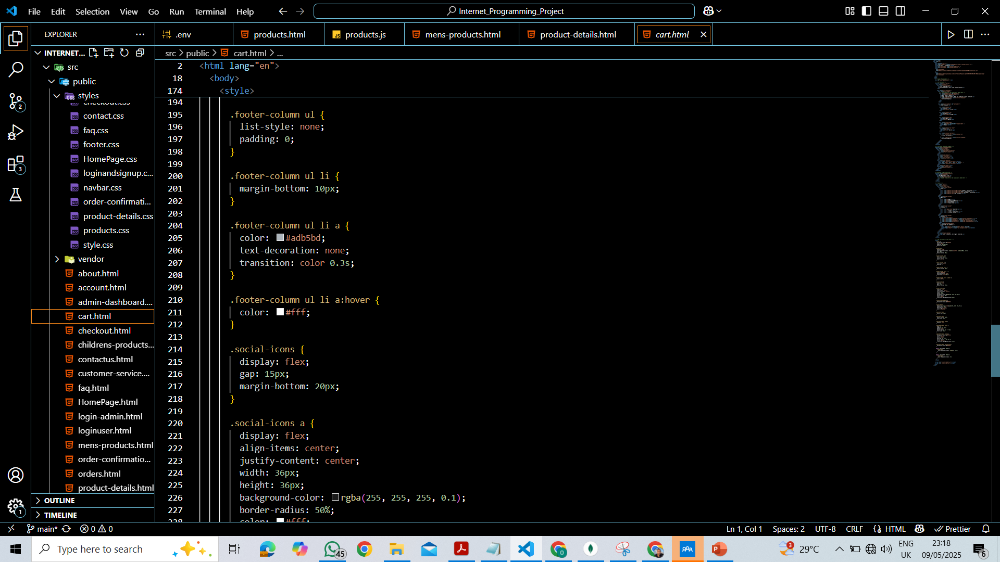 File Edit Selection View Go Run Terminal Help
Internet_Programming_Project
EXPLORER
.env
products.html
products.js
mens-products.html
product-details.html
cart.html
INTERNET...
src > public > cart.html > ...
src
public
styles
checkout.css
contact.css
faq.css
footer.css
HomePage.css
loginandsignup.c...
navbar.css
order-confirmati...
product-details.css
products.css
style.css
vendor
about.html
account.html
admin-dashboard....
cart.html
checkout.html
childrens-products...
contactus.html
customer-service....
faq.html
HomePage.html
login-admin.html
loginuser.html
mens-products.html
order-confirmatio...
orders.html
product-details.html
OUTLINE
TIMELINE
2
3
1
2 <html lang="en">
18 <body>
174 <style>
194
195 .footer-column ul {
196 list-style: none;
197 padding: 0;
198 }
199
200 .footer-column ul li {
201 margin-bottom: 10px;
202 }
203
204 .footer-column ul li a {
205 color: #adb5bd;
206 text-decoration: none;
207 transition: color 0.3s;
208 }
209
210 .footer-column ul li a:hover {
211 color: #fff;
212 }
213
214 .social-icons {
215 display: flex;
216 gap: 15px;
217 margin-bottom: 20px;
218 }
219
220 .social-icons a {
221 display: flex;
222 align-items: center;
223 justify-content: center;
224 width: 36px;
225 height: 36px;
226 background-color: rgba(255, 255, 255, 0.1);
227 border-radius: 50%;
228 color: #fff;
main* 0 0
Ln 1, Col 1 Spaces: 2 UTF-8 CRLF HTML Prettier
Type here to search
45
3
29°C
ENG
UK
23:18
09/05/2025
6